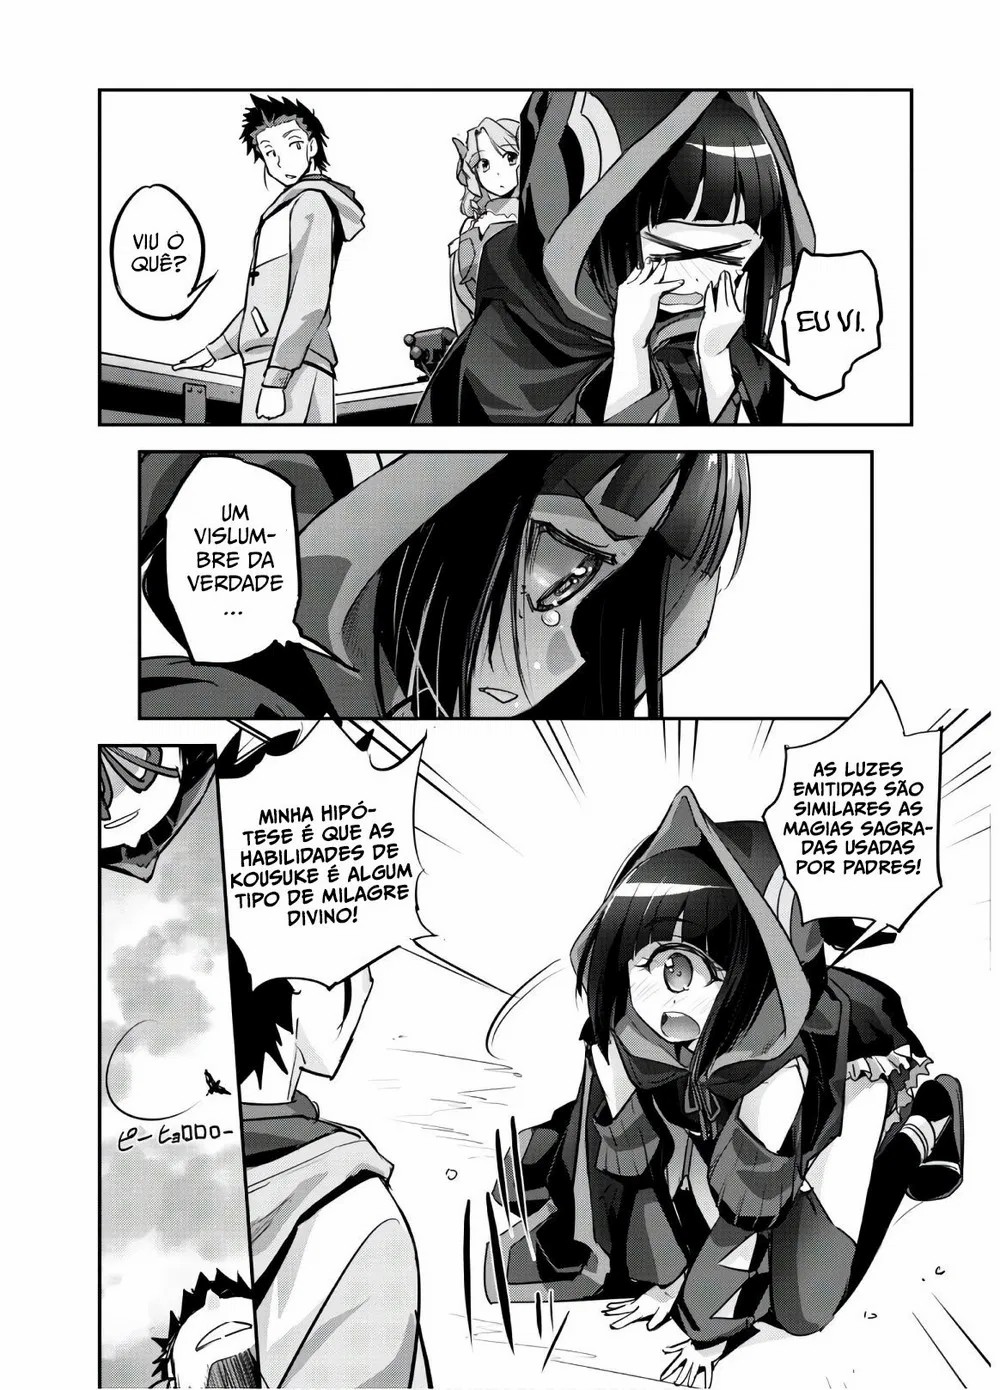 EU VI.
VIU O
QUÊ?
UM
VISLUM-
BRE DA
VERDADE
...
AS LUZES
EMITIDAS SÃO
SIMILARES AS
MAGIAS SAGRA-
DAS USADAS
POR PADRES!
MINHA HIPÓ-
TESE É QUE AS
HABILIDADES DE
KOUSUKE É ALGUM
TIPO DE MILAGRE
DIVINO!
ピーヒョロロロー